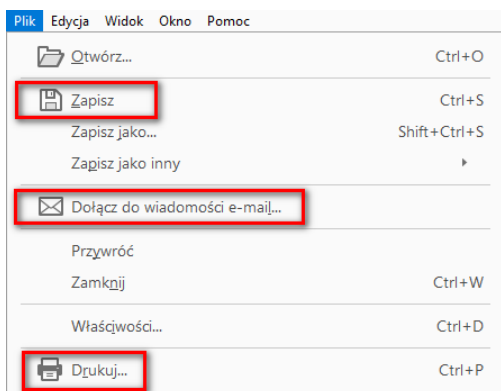 Plik Edycja Widok Okno Pomoc
Otwórz... Ctrl+O
Zapisz Ctrl+S
Zapisz jako... Shift+Ctrl+S
Zapisz jako inny
Dołącz do wiadomości e-mail...
Przywróć
Zamknij Ctrl+W
Właściwości... Ctrl+D
Drukuj... Ctrl+P